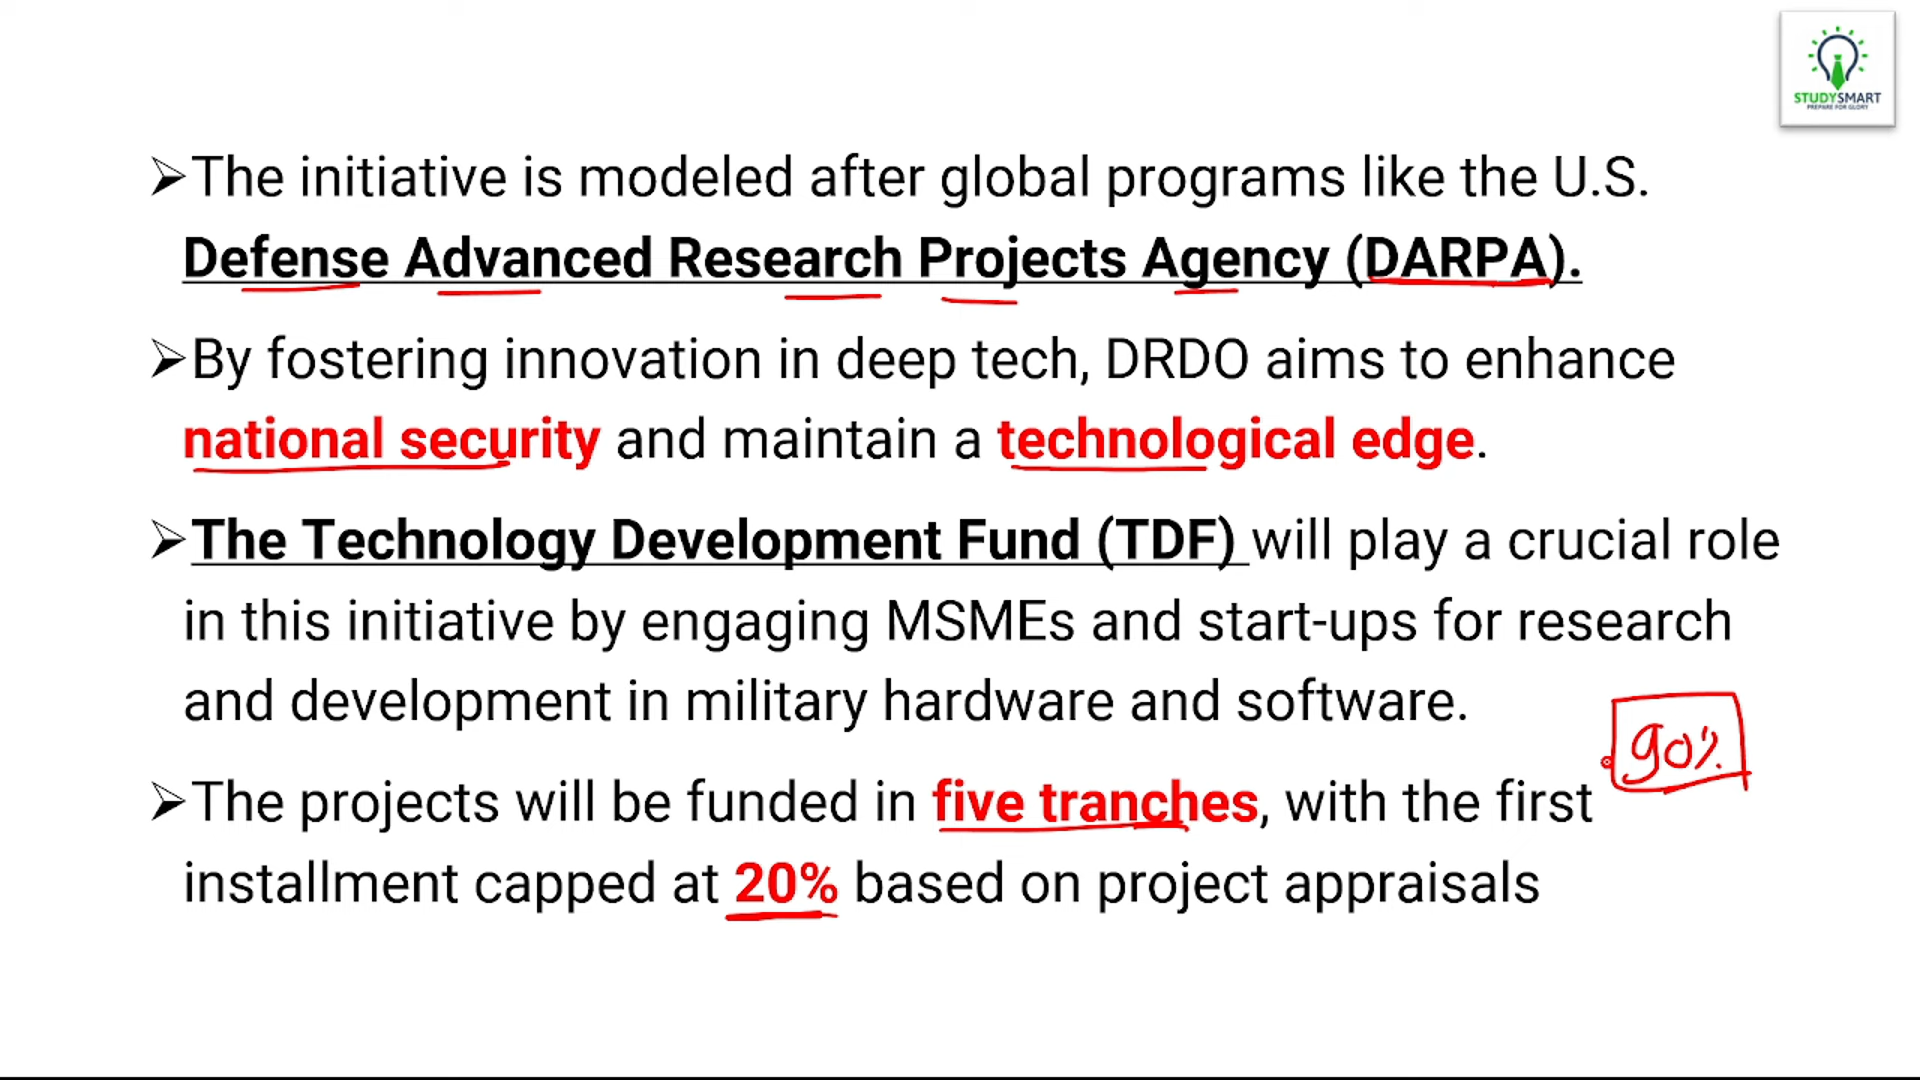 STUDYSMART
PREPARE FOR GLORY
➢The initiative is modeled after global programs like the U.S.
Defense Advanced Research Projects Agency (DARPA).
➢By fostering innovation in deep tech, DRDO aims to enhance
national security and maintain a technological edge.
➢The Technology Development Fund (TDF) will play a crucial role
in this initiative by engaging MSMEs and start-ups for research
and development in military hardware and software.
90%
➢The projects will be funded in five tranches, with the first
installment capped at 20% based on project appraisals